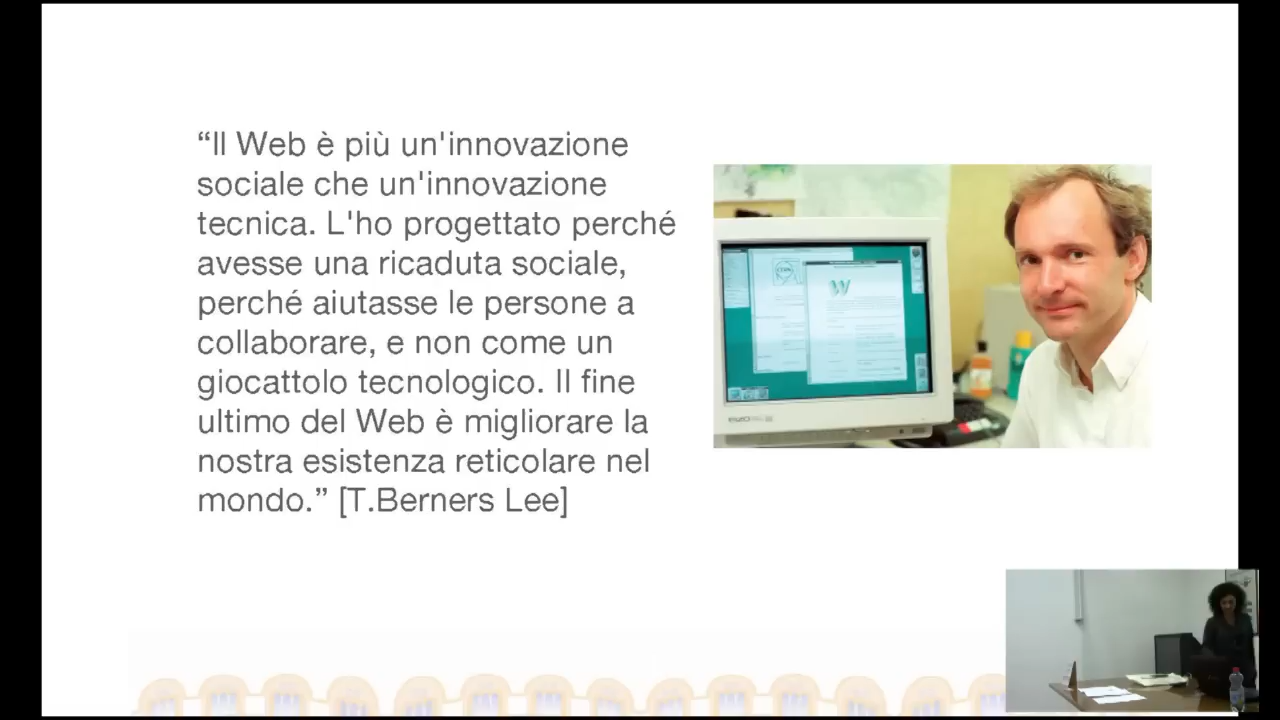 “Il Web è più un'innovazione
sociale che un'innovazione
tecnica. L'ho progettato perché
avesse una ricaduta sociale,
perché aiutasse le persone a
collaborare, e non come un
giocattolo tecnologico. Il fine
ultimo del Web è migliorare la
nostra esistenza reticolare nel
mondo.” [T.Berners Lee]
W